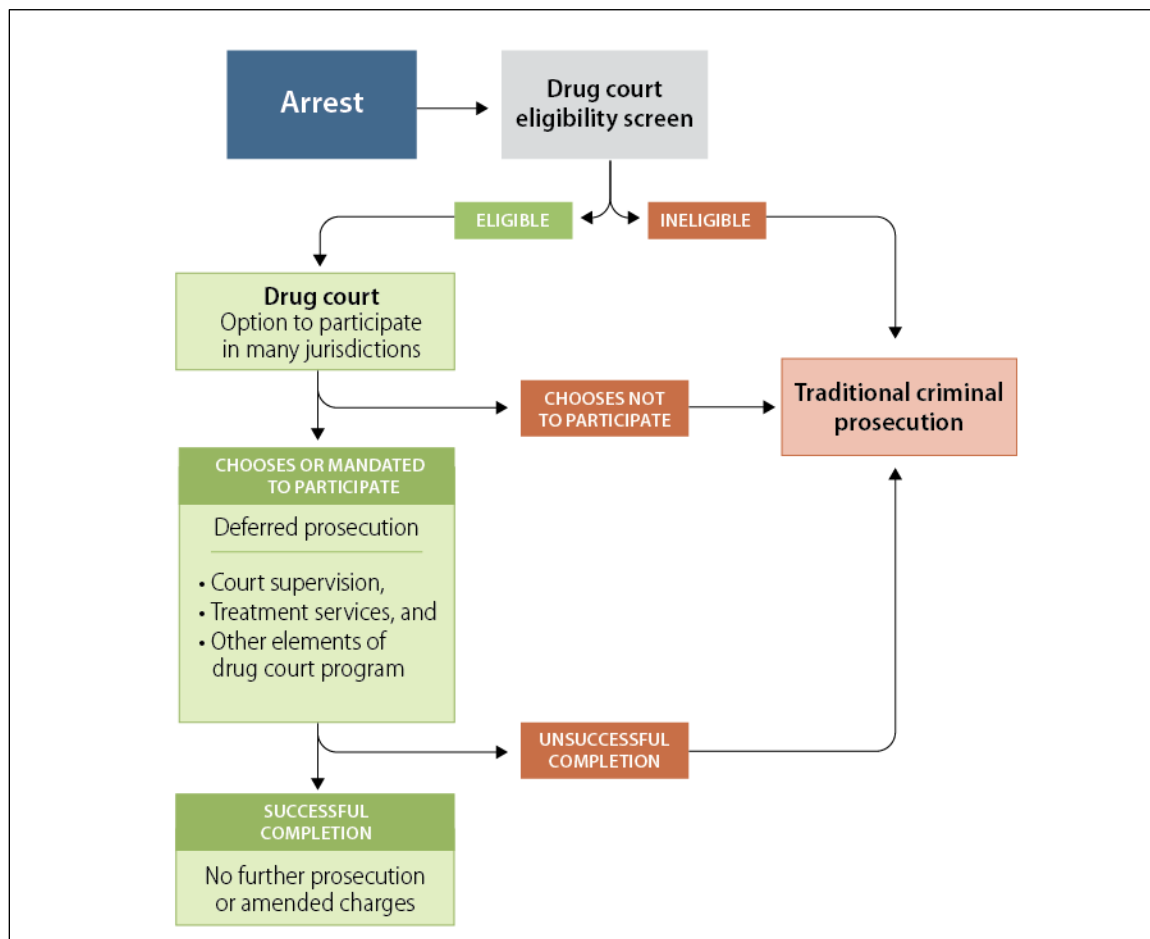 Arrest
Drug court
eligibility screen
ELIGIBLE
INELIGIBLE
Drug court
Option to participate
in many jurisdictions
CHOOSES NOT
TO PARTICIPATE
Traditional criminal
prosecution
CHOOSES OR MANDATED
TO PARTICIPATE
Deferred prosecution
• Court supervision,
• Treatment services, and
• Other elements of
drug court program
UNSUCCESSFUL
COMPLETION
SUCCESSFUL
COMPLETION
No further prosecution
or amended charges